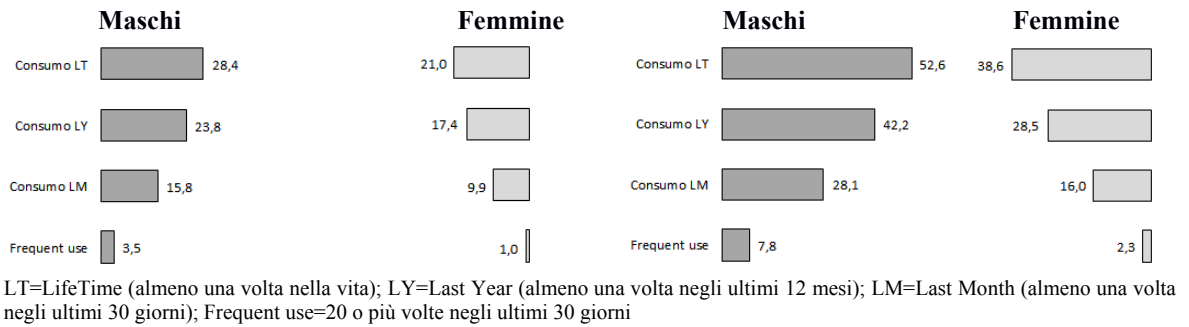 Maschi Femmine Maschi Femmine
Consumo LT 28,4 21,0 Consumo LT 52,6 38,6
Consumo LY 23,8 17,4 Consumo LY 42,2 28,5
Consumo LM 15,8 9,9 Consumo LM 28,1 16,0
Frequent use 3,5 1,0 Frequent use 7,8 2,3
LT=LifeTime (almeno una volta nella vita); LY=Last Year (almeno una volta negli ultimi 12 mesi); LM=Last Month (almeno una volta
negli ultimi 30 giorni); Frequent use=20 o più volte negli ultimi 30 giorni